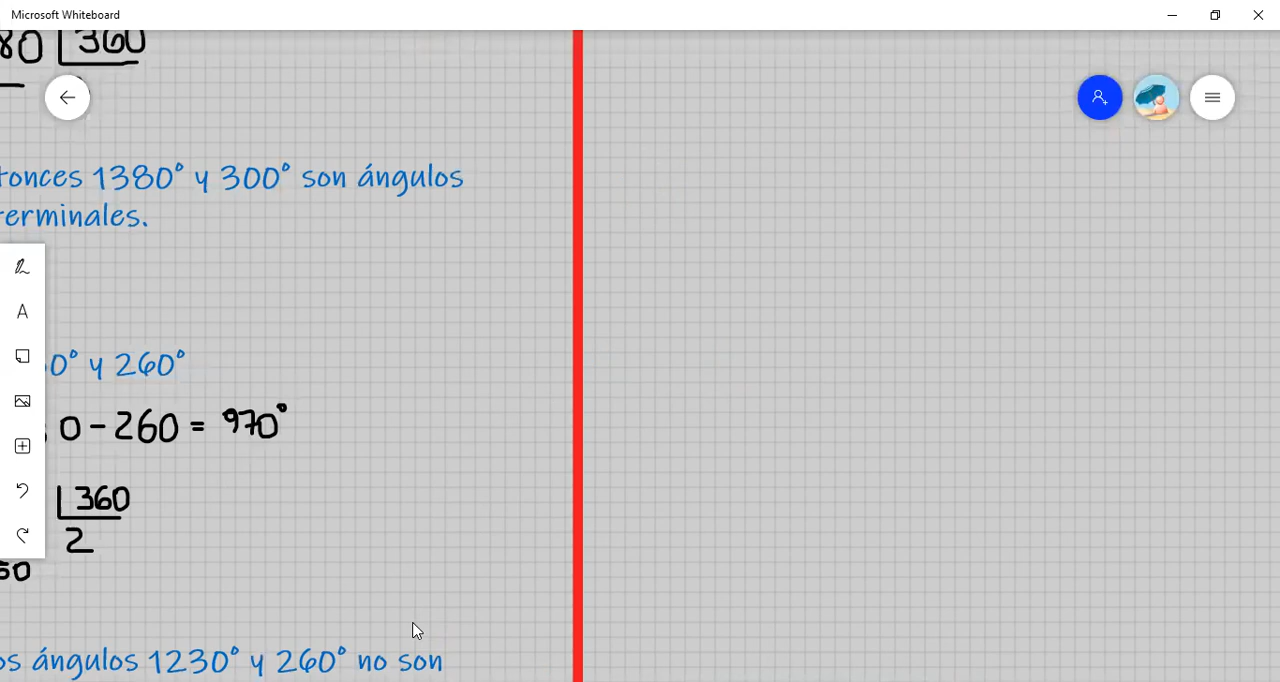 Microsoft Whiteboard
80 360
tonces 1380° y 300° son ángulos
terminales.
A
0° y 260°
0 - 260 = 970°
360
2
50
os ángulos 1230° y 260° no son